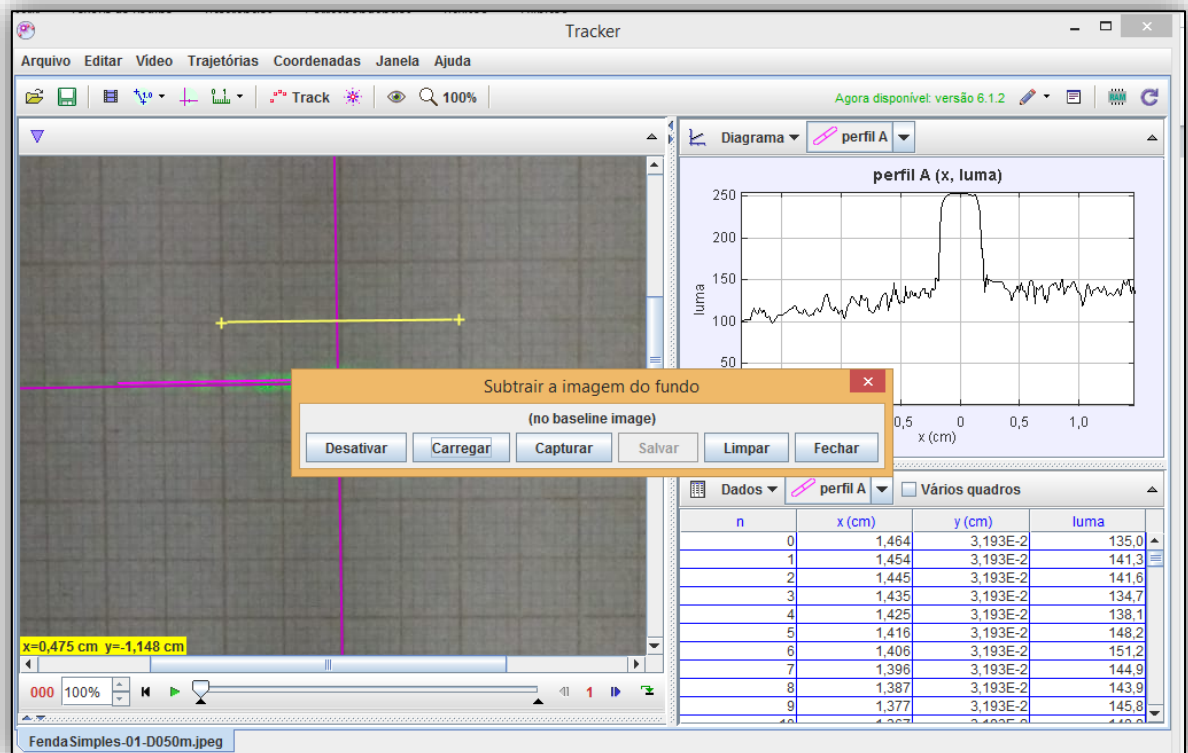 Tracker
Arquivo Editar Vídeo Trajetórias Coordenadas Janela Ajuda
1.0 Track 100% Agora disponível: versão 6.1.2
Diagrama perfil A
perfil A (x, luma)
250
200
150
100
50
luma
0,5 0 0,5 1,0
x (cm)
Subtrair a imagem do fundo
(no baseline image)
Desativar Carregar Capturar Salvar Limpar Fechar
Dados perfil A Vários quadros
n x (cm) y (cm) luma
0 1,464 3,193E-2 135,0
1 1,454 3,193E-2 141,3
2 1,445 3,193E-2 141,6
3 1,435 3,193E-2 134,7
4 1,425 3,193E-2 138,1
5 1,416 3,193E-2 148,2
6 1,406 3,193E-2 151,2
7 1,396 3,193E-2 144,9
8 1,387 3,193E-2 143,9
9 1,377 3,193E-2 145,8
x=0,475 cm y=-1,148 cm
000 100% 1
FendaSimples-01-D050m.jpeg